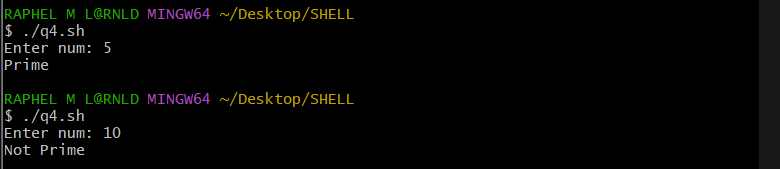 RAPHEL M L@RNLD MINGW64 ~/Desktop/SHELL
$ ./q4.sh
Enter num: 5
Prime
RAPHEL M L@RNLD MINGW64 ~/Desktop/SHELL
$ ./q4.sh
Enter num: 10
Not Prime